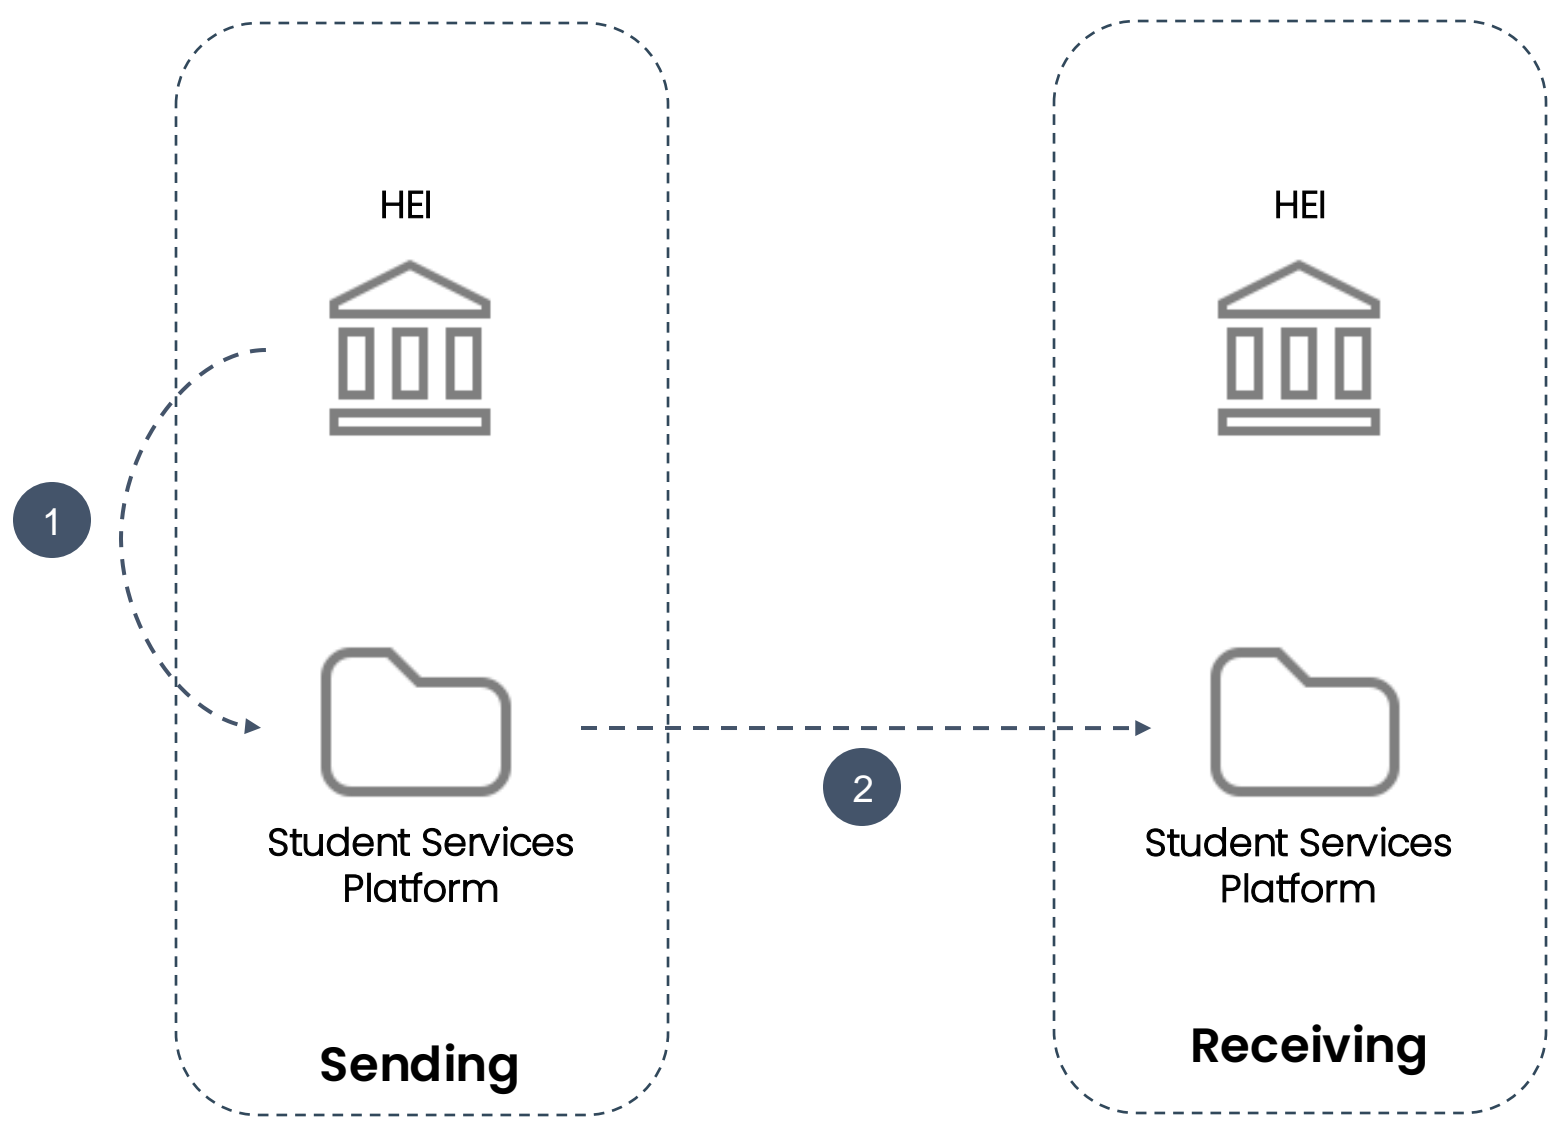 HEI
HEI
1
2
Student Services
Platform
Student Services
Platform
Sending
Receiving